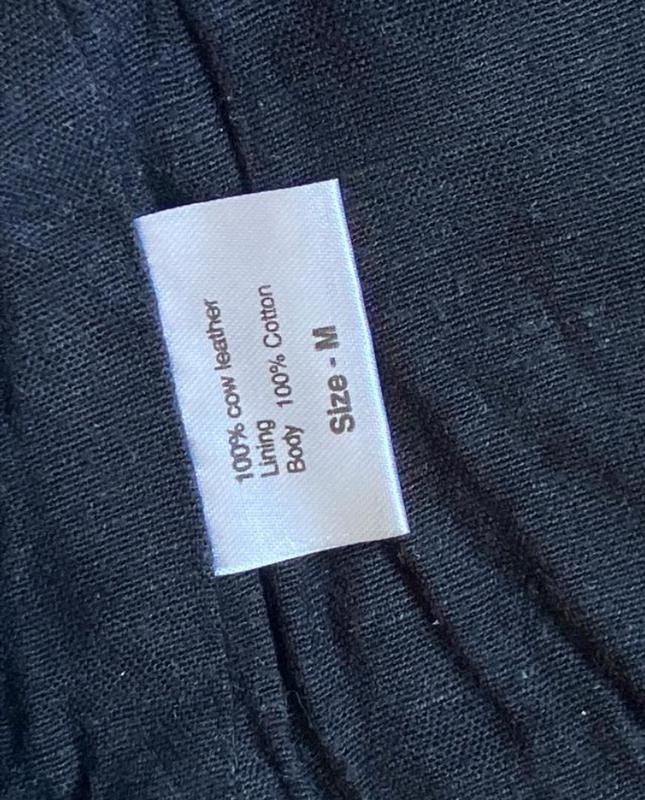 100% cow leather
Lining
Body 100% Cotton
Size - M